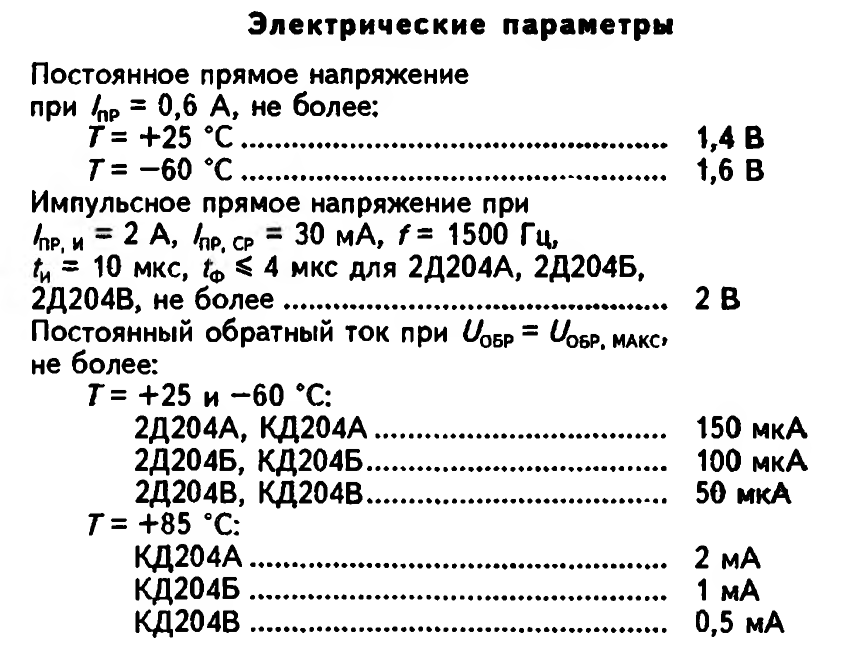 Электрические параметры
Постоянное прямое напряжение
при Iпр = 0,6 А, не более:
T = +25 °C ........................................................ 1,4 В
T = −60 °C ........................................................ 1,6 В
Импульсное прямое напряжение при
Iпр, и = 2 А, Iпр, ср = 30 мА, f = 1500 Гц,
tи = 10 мкс, tф ⩽ 4 мкс для 2Д204А, 2Д204Б,
2Д204В, не более .................................................. 2 В
Постоянный обратный ток при Uобр = Uобр, макс,
не более:
T = +25 и −60 °C:
2Д204А, КД204А ...................................... 150 мкА
2Д204Б, КД204Б ...................................... 100 мкА
2Д204В, КД204В ...................................... 50 мкА
T = +85 °C:
КД204А ...................................................... 2 мА
КД204Б ...................................................... 1 мА
КД204В ...................................................... 0,5 мА